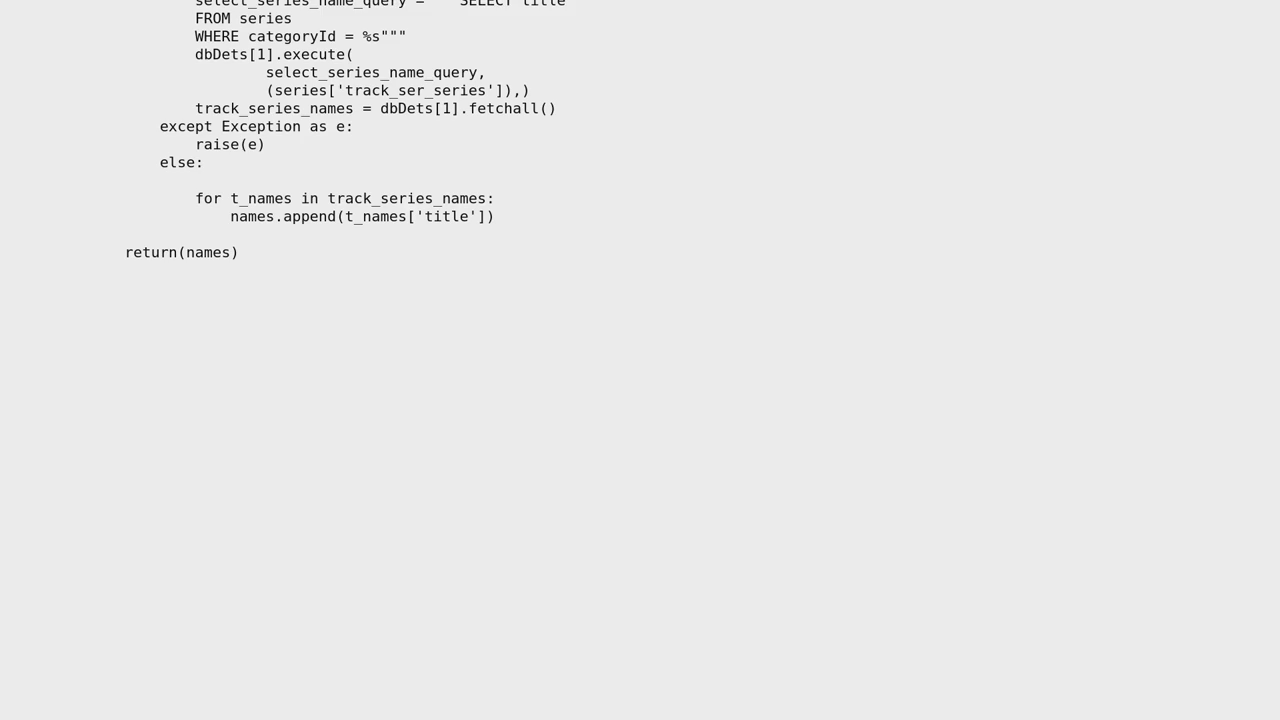 select_series_name_query = """SELECT title
FROM series
WHERE categoryId = %s"""
dbDets[1].execute(
select_series_name_query,
(series['track_ser_series']),)
track_series_names = dbDets[1].fetchall()
except Exception as e:
raise(e)
else:
for t_names in track_series_names:
names.append(t_names['title'])
return(names)